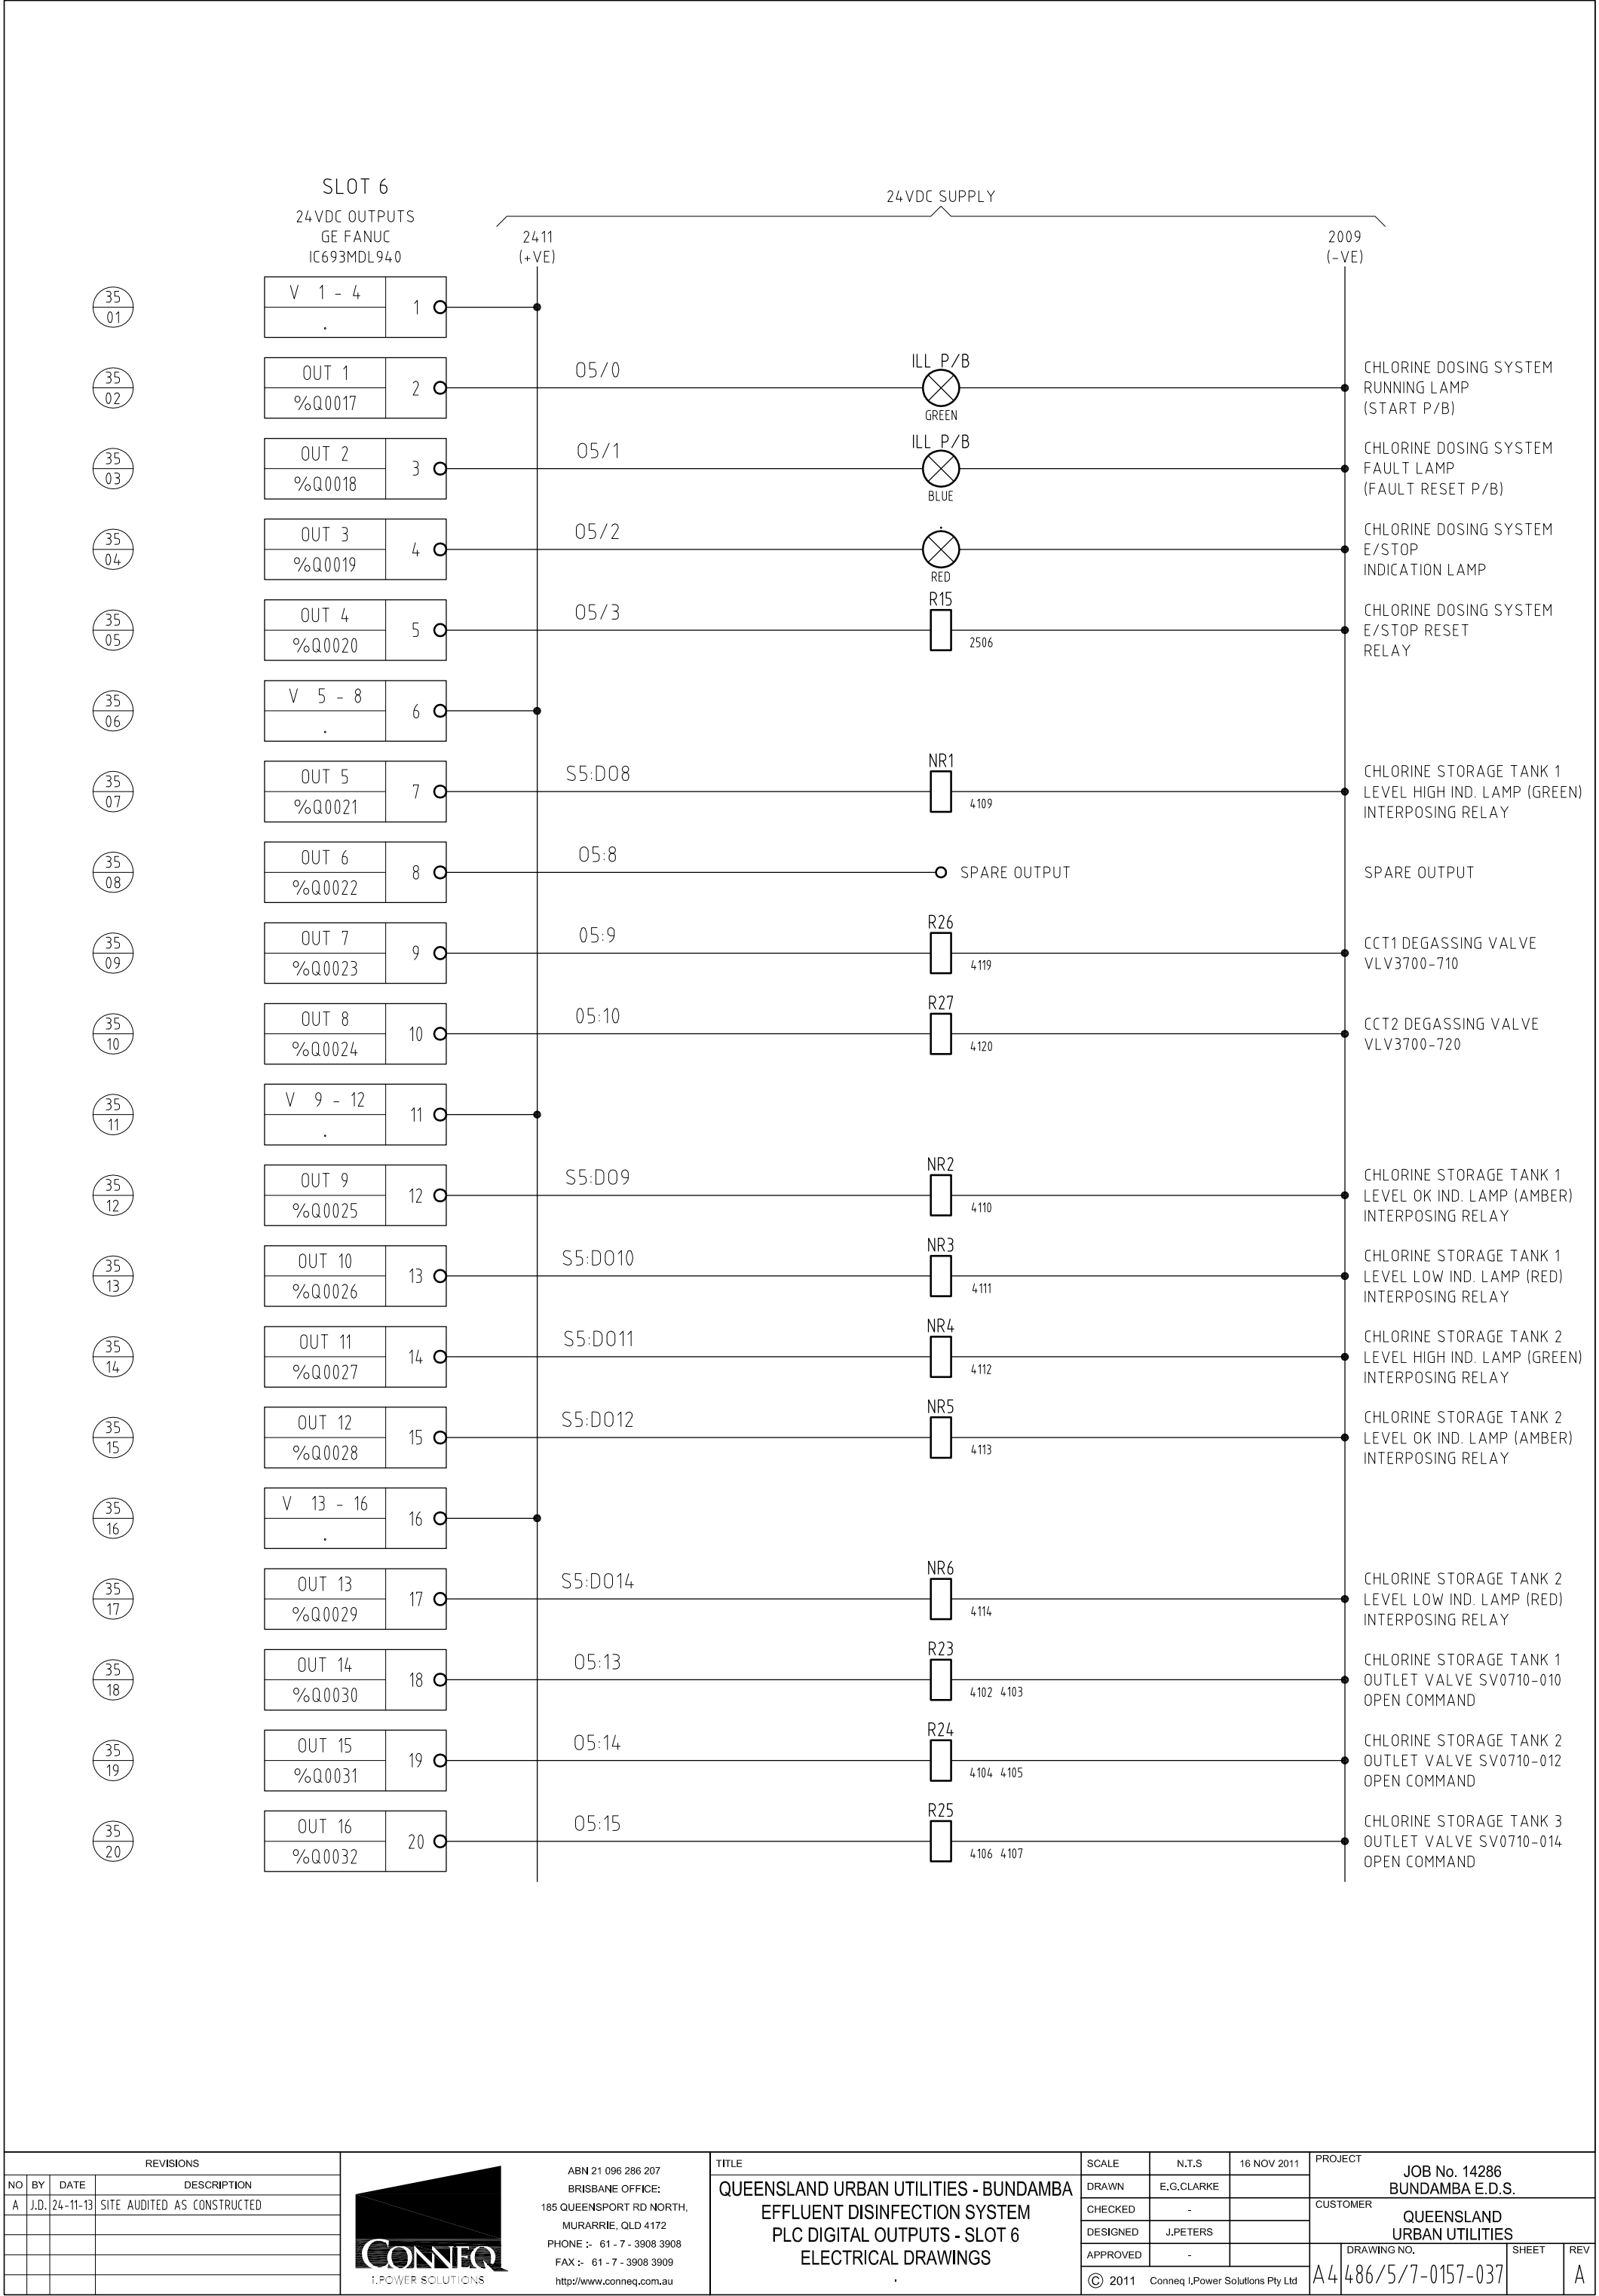 SLOT 6
24VDC OUTPUTS
GE FANUC
IC693MDL940
24VDC SUPPLY
2411
(+VE)
2009
(-VE)
35
01
V 1 - 4
.
1
35
02
OUT 1
%Q0017
2
05/0
ILL P/B
GREEN
CHLORINE DOSING SYSTEM
RUNNING LAMP
(START P/B)
35
03
OUT 2
%Q0018
3
05/1
ILL P/B
BLUE
CHLORINE DOSING SYSTEM
FAULT LAMP
(FAULT RESET P/B)
35
04
OUT 3
%Q0019
4
05/2
.
RED
CHLORINE DOSING SYSTEM
E/STOP
INDICATION LAMP
35
05
OUT 4
%Q0020
5
05/3
R15
2506
CHLORINE DOSING SYSTEM
E/STOP RESET
RELAY
35
06
V 5 - 8
.
6
35
07
OUT 5
%Q0021
7
S5:DO8
NR1
4109
CHLORINE STORAGE TANK 1
LEVEL HIGH IND. LAMP (GREEN)
INTERPOSING RELAY
35
08
OUT 6
%Q0022
8
05:8
SPARE OUTPUT
SPARE OUTPUT
35
09
OUT 7
%Q0023
9
05:9
R26
4119
CCT1 DEGASSING VALVE
VLV3700-710
35
10
OUT 8
%Q0024
10
05:10
R27
4120
CCT2 DEGASSING VALVE
VLV3700-720
35
11
V 9 - 12
.
11
35
12
OUT 9
%Q0025
12
S5:DO9
NR2
4110
CHLORINE STORAGE TANK 1
LEVEL OK IND. LAMP (AMBER)
INTERPOSING RELAY
35
13
OUT 10
%Q0026
13
S5:DO10
NR3
4111
CHLORINE STORAGE TANK 1
LEVEL LOW IND. LAMP (RED)
INTERPOSING RELAY
35
14
OUT 11
%Q0027
14
S5:DO11
NR4
4112
CHLORINE STORAGE TANK 2
LEVEL HIGH IND. LAMP (GREEN)
INTERPOSING RELAY
35
15
OUT 12
%Q0028
15
S5:DO12
NR5
4113
CHLORINE STORAGE TANK 2
LEVEL OK IND. LAMP (AMBER)
INTERPOSING RELAY
35
16
V 13 - 16
.
16
35
17
OUT 13
%Q0029
17
S5:DO14
NR6
4114
CHLORINE STORAGE TANK 2
LEVEL LOW IND. LAMP (RED)
INTERPOSING RELAY
35
18
OUT 14
%Q0030
18
05:13
R23
4102 4103
CHLORINE STORAGE TANK 1
OUTLET VALVE SV0710-010
OPEN COMMAND
35
19
OUT 15
%Q0031
19
05:14
R24
4104 4105
CHLORINE STORAGE TANK 2
OUTLET VALVE SV0710-012
OPEN COMMAND
35
20
OUT 16
%Q0032
20
05:15
R25
4106 4107
CHLORINE STORAGE TANK 3
OUTLET VALVE SV0710-014
OPEN COMMAND
REVISIONS
NO BY DATE DESCRIPTION
A J.D. 24-11-13 SITE AUDITED AS CONSTRUCTED
CONNEQ
i.POWER SOLUTIONS
ABN 21 096 286 207
BRISBANE OFFICE:
185 QUEENSPORT RD NORTH,
MURARRIE, QLD 4172
PHONE :- 61 - 7 - 3908 3908
FAX :- 61 - 7 - 3908 3909
http://www.conneq.com.au
TITLE
QUEENSLAND URBAN UTILITIES - BUNDAMBA
EFFLUENT DISINFECTION SYSTEM
PLC DIGITAL OUTPUTS - SLOT 6
ELECTRICAL DRAWINGS
.
SCALE N.T.S 16 NOV 2011
DRAWN E.G.CLARKE
CHECKED -
DESIGNED J.PETERS
APPROVED -
© 2011 Conneq I.Power Solutions Pty Ltd
PROJECT
JOB No. 14286
BUNDAMBA E.D.S.
CUSTOMER
QUEENSLAND
URBAN UTILITIES
DRAWING NO. SHEET REV
A4 486/5/7-0157-037 A